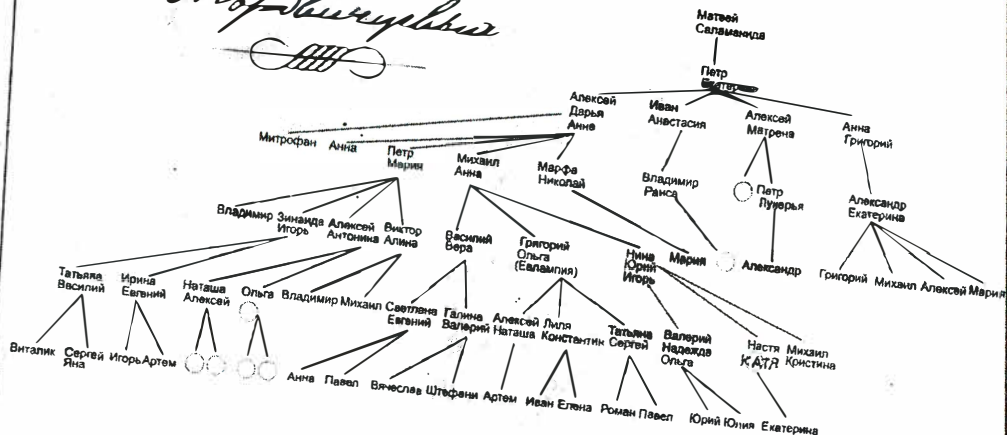 Матвей
Саламанида
Петр
Алексей
Дарья
Анна
Иван
Анастасия
Алексей
Матрена
Анна
Григорий
Митрофан
Анна
Петр
Мария
Михаил
Анна
Марфа
Николай
Владимир
Раиса
Петр
Лукерья
Александр
Екатерина
Владимир
Зинаида
Игорь
Алексей
Антонина
Виктор
Алина
Василий
Вера
Григорий
Ольга
(Евлампия)
Нина
Юрий
Игорь
Мария
Александр
Григорий
Михаил
Алексей
Мария
Татьяна
Василий
Ирина
Евгений
Наташа
Алексей
Ольга
Владимир
Михаил
Светлана
Евгений
Галина
Валерий
Алексей
Наташа
Лиля
Константин
Татьяна
Сергей
Валерий
Надежда
Ольга
Настя
КАТЯ
Михаил
Кристина
Виталик
Сергей
Яна
Игорь
Артем
Анна
Павел
Вячеслав
Штефани
Артем
Иван
Елена
Роман
Павел
Юрий
Юлия
Екатерина